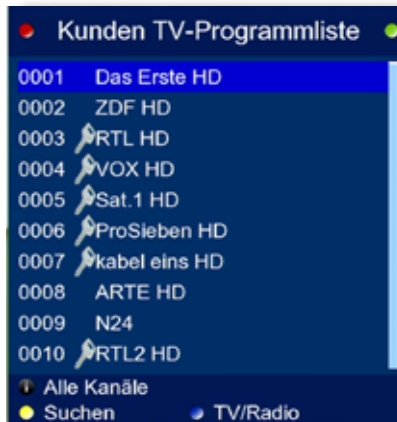 Kunden TV-Programmliste
0001 Das Erste HD
0002 ZDF HD
0003 RTL HD
0004 VOX HD
0005 Sat.1 HD
0006 ProSieben HD
0007 kabel eins HD
0008 ARTE HD
0009 N24
0010 RTL2 HD
Alle Kanäle
Suchen TV/Radio